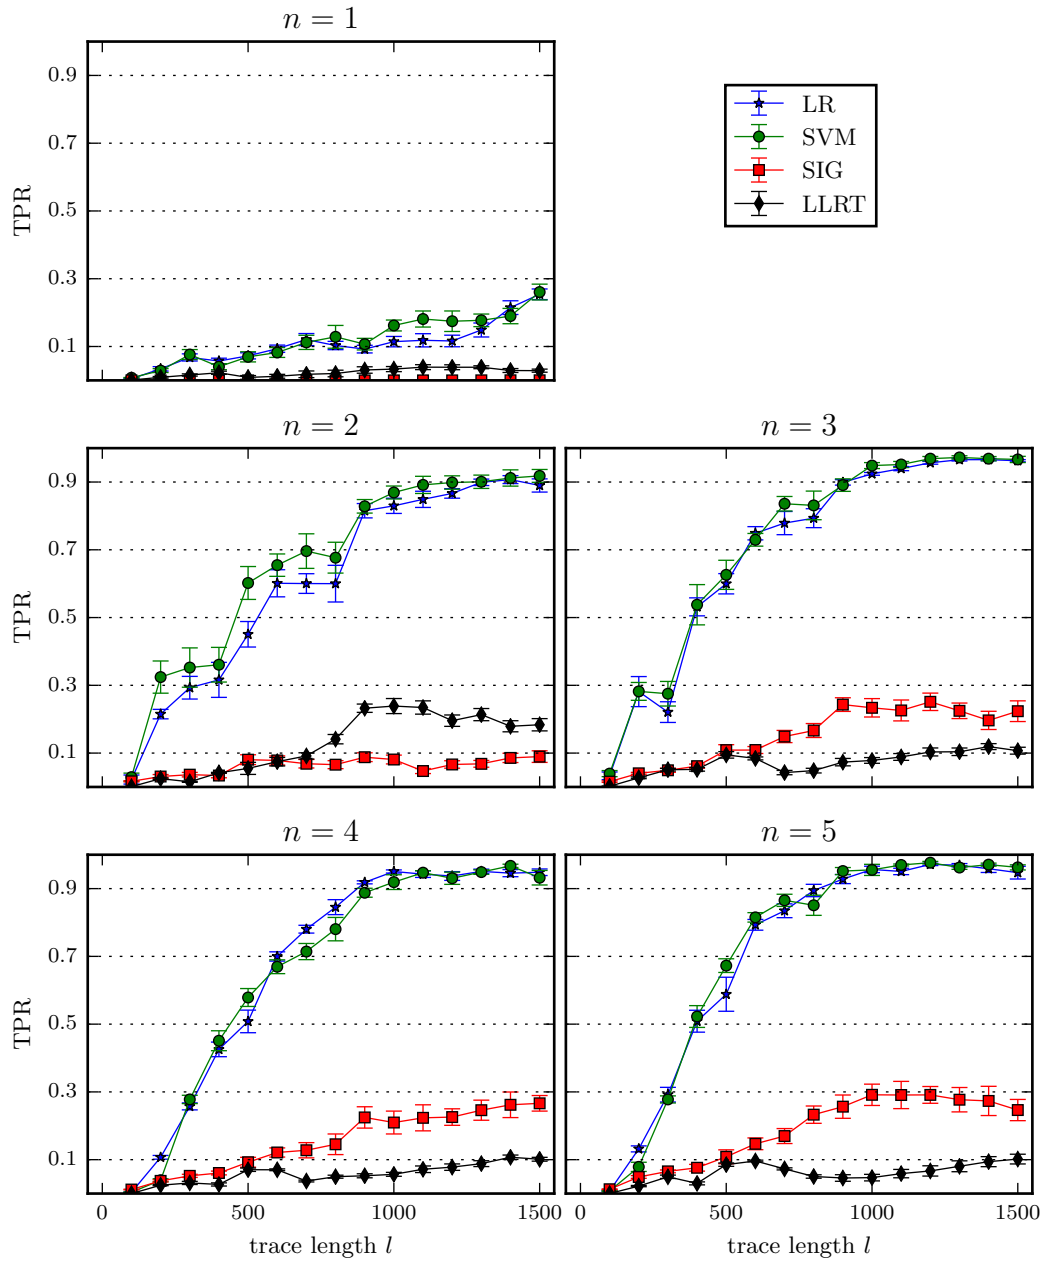 n = 1
0.9
0.7
0.5
0.3
0.1
TPR
LR
SVM
SIG
LLRT
n = 2
0.9
0.7
0.5
0.3
0.1
TPR
n = 3
n = 4
0.9
0.7
0.5
0.3
0.1
TPR
0 500 1000 1500
trace length l
n = 5
0 500 1000 1500
trace length l